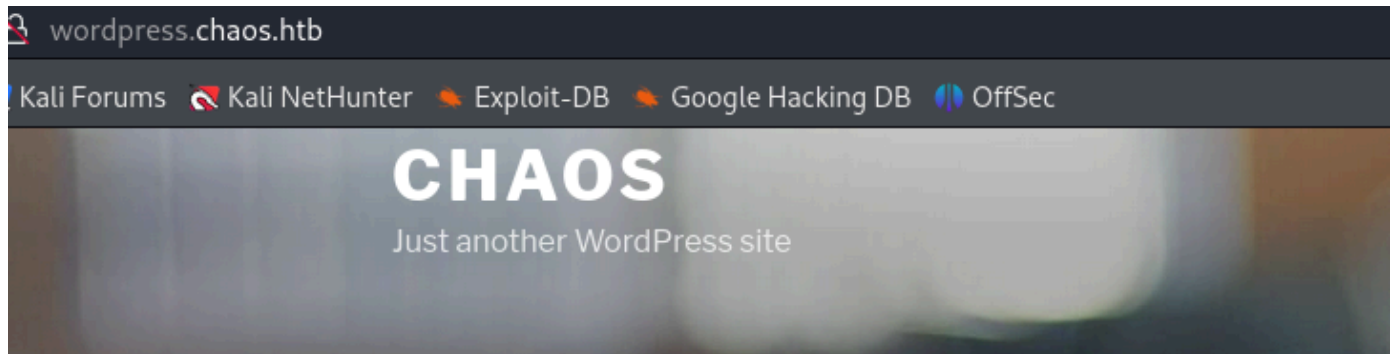 wordpress.chaos.htb
Kali Forums Kali NetHunter Exploit-DB Google Hacking DB OffSec
CHAOS
Just another WordPress site